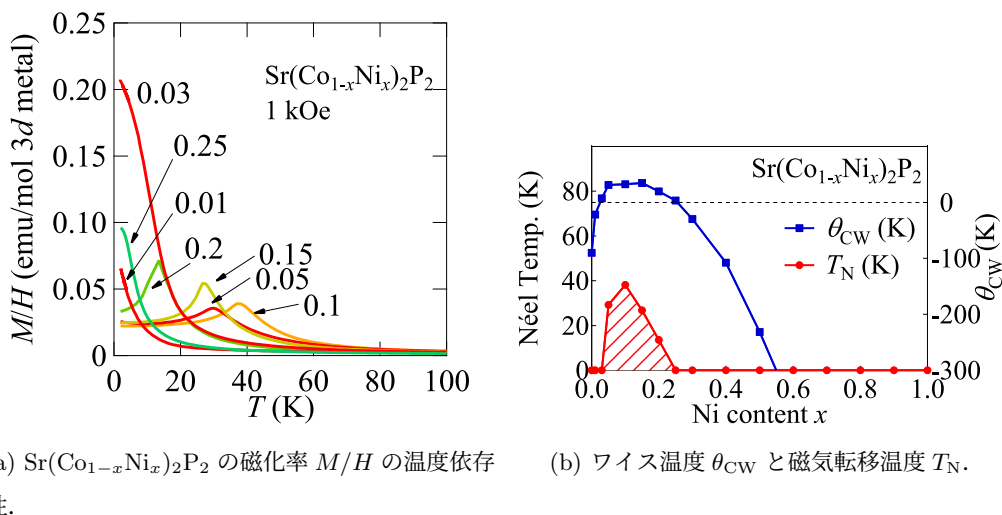 0.25
0.20
0.15
0.10
0.05
0
M/H (emu/mol 3d metal)
Sr(Co1-xNix)2P2
1 kOe
0.03
0.25
0.01
0.2
0.15
0.05
0.1
0 20 40 60 80 100
T (K)
Sr(Co1-xNix)2P2
80
60
40
20
0
Néel Temp. (K)
θCW (K)
TN (K)
0
-100
-200
-300
θCW (K)
0.0 0.2 0.4 0.6 0.8 1.0
Ni content x
) Sr(Co1−xNix)2P2 の磁化率 M/H の温度依存
性.
(b) ワイス温度 θCW と磁気転移温度 TN.